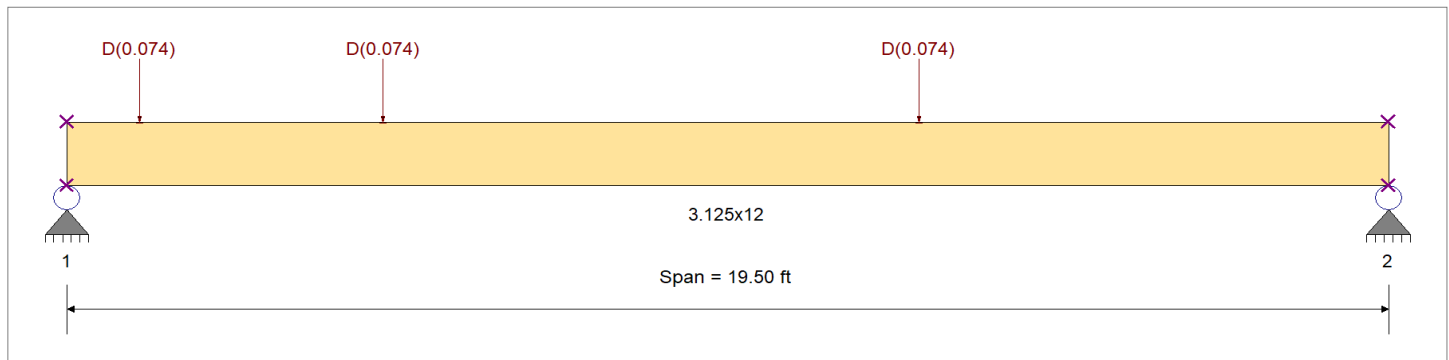 D(0.074) D(0.074) D(0.074)
3.125x12
1 2
Span = 19.50 ft